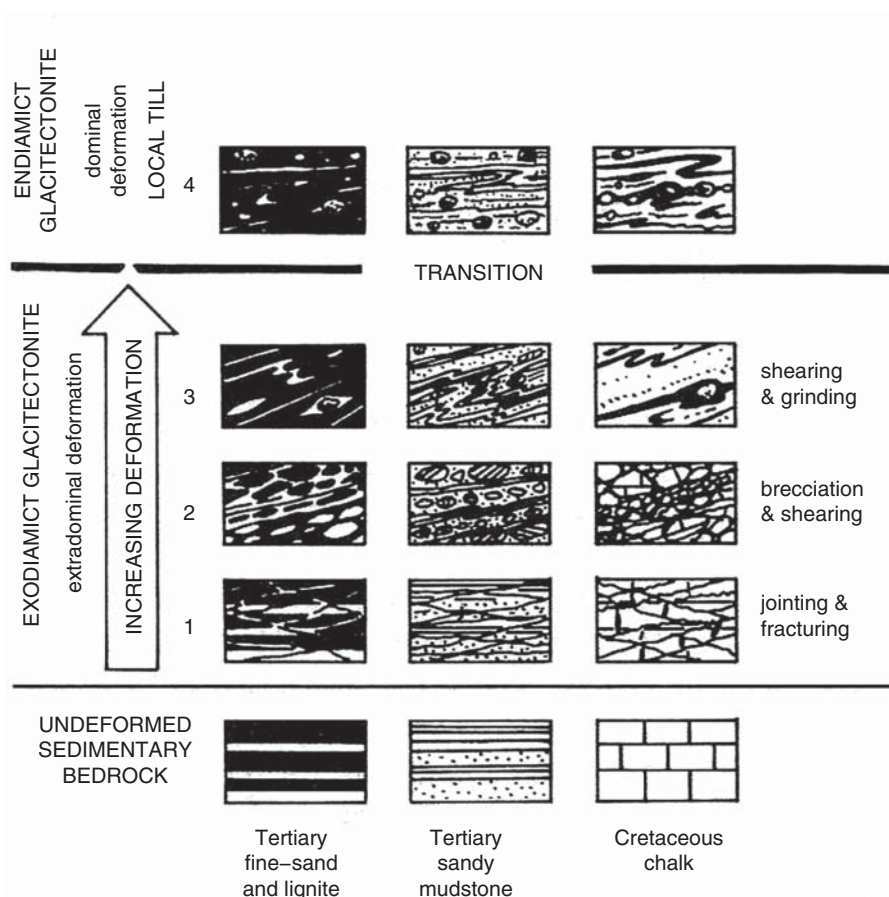 ENDIAMICT
GLACITECTONITE
dominal
deformation
LOCAL TILL
4
TRANSITION
EXODIAMICT GLACITECTONITE
extradominal deformation
INCREASING DEFORMATION
3
shearing
& grinding
2
brecciation
& shearing
1
jointing &
fracturing
UNDEFORMED
SEDIMENTARY
BEDROCK
Tertiary
fine–sand
and lignite
Tertiary
sandy
mudstone
Cretaceous
chalk